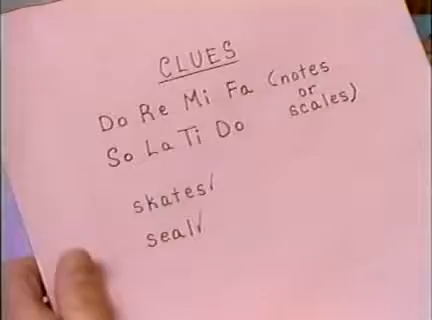 CLUES
Do Re Mi Fa (notes
or
So La Ti Do scales)
skates✓
seal✓